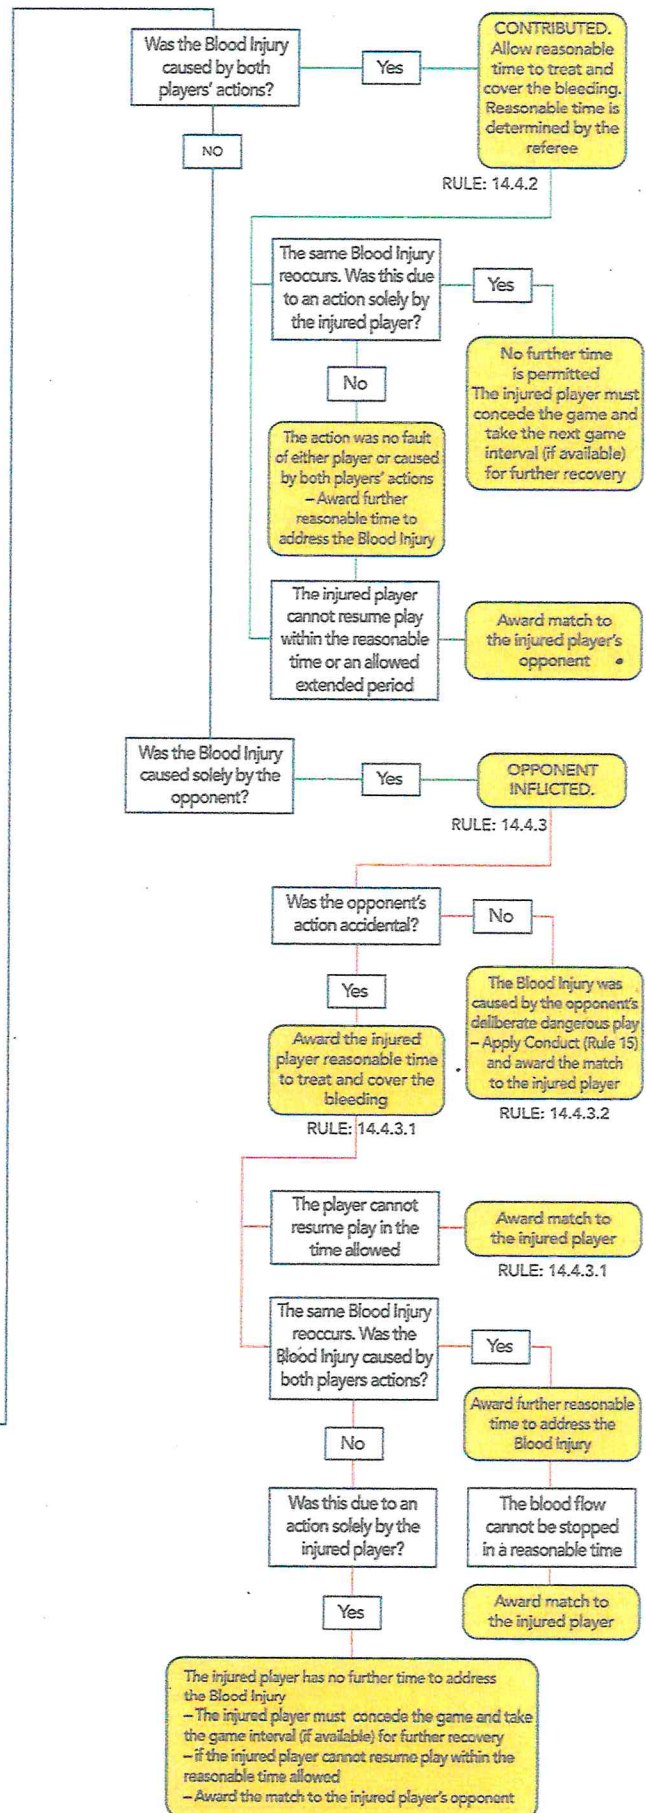 Was the Blood Injury
caused by both
players' actions?
Yes
CONTRIBUTED.
Allow reasonable
time to treat and
cover the bleeding.
Reasonable time is
determined by the
referee
NO
RULE: 14.4.2
The same Blood Injury
reoccurs. Was this due
to an action solely by
the injured player?
Yes
No further time
is permitted
The injured player must
concede the game and
take the next game
interval (if available)
for further recovery
No
The action was no fault
of either player or caused
by both players' actions
– Award further
reasonable time to
address the Blood Injury
The injured player
cannot resume play
within the reasonable
time or an allowed
extended period
Award match to
the injured player's
opponent
Was the Blood Injury
caused solely by the
opponent?
Yes
OPPONENT
INFLICTED.
RULE: 14.4.3
Was the opponent's
action accidental?
No
Yes
The Blood Injury was
caused by the opponent's
deliberate dangerous play
– Apply Conduct (Rule 15)
and award the match
to the injured player
RULE: 14.4.3.2
Award the injured
player reasonable time
to treat and cover the
bleeding
RULE: 14.4.3.1
The player cannot
resume play in the
time allowed
Award match to
the injured player
RULE: 14.4.3.1
The same Blood Injury
reoccurs. Was the
Blood Injury caused by
both players actions?
Yes
Award further reasonable
time to address the
Blood Injury
No
Was this due to an
action solely by the
injured player?
The blood flow
cannot be stopped
in a reasonable time
Award match to
the injured player
Yes
The injured player has no further time to address
the Blood Injury
– The injured player must concede the game and take
the game interval (if available) for further recovery
– if the injured player cannot resume play within the
reasonable time allowed
– Award the match to the injured player's opponent